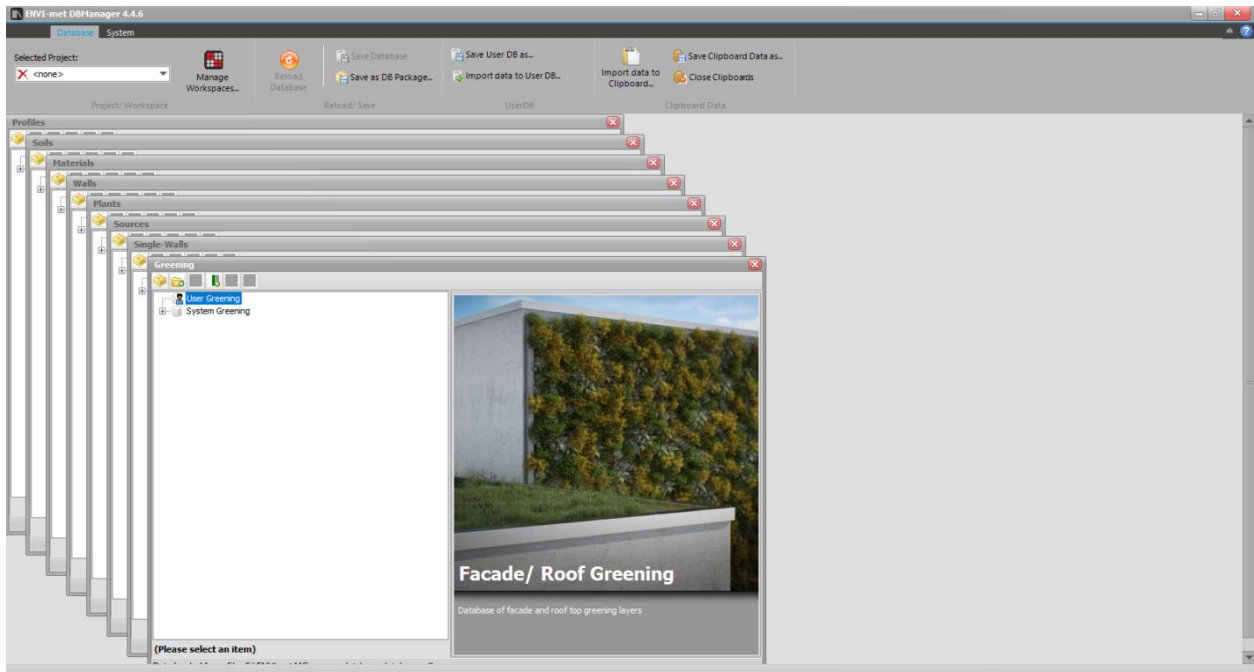 ENVI-met DBManager 4.4.6
Database System
Selected Project:
<none>
Manage
Workspaces...
Reload
Database
Save Database
Save as DB Package...
Save User DB as...
Import data to User DB...
Import data to
Clipboard...
Save Clipboard Data as...
Close Clipboards
Project/ Workspace
Reload/ Save
UserDB
Clipboard Data
Profiles
Soils
Materials
Walls
Plants
Sources
Single-Walls
Greening
User Greening
System Greening
Facade/ Roof Greening
Database of facade and roof top greening layers
(Please select an item)